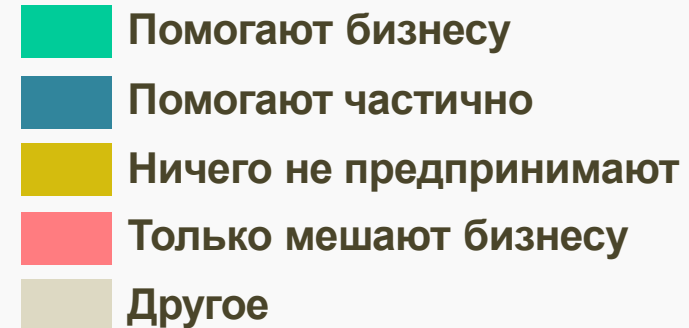 Помогают бизнесу
Помогают частично
Ничего не предпринимают
Только мешают бизнесу
Другое